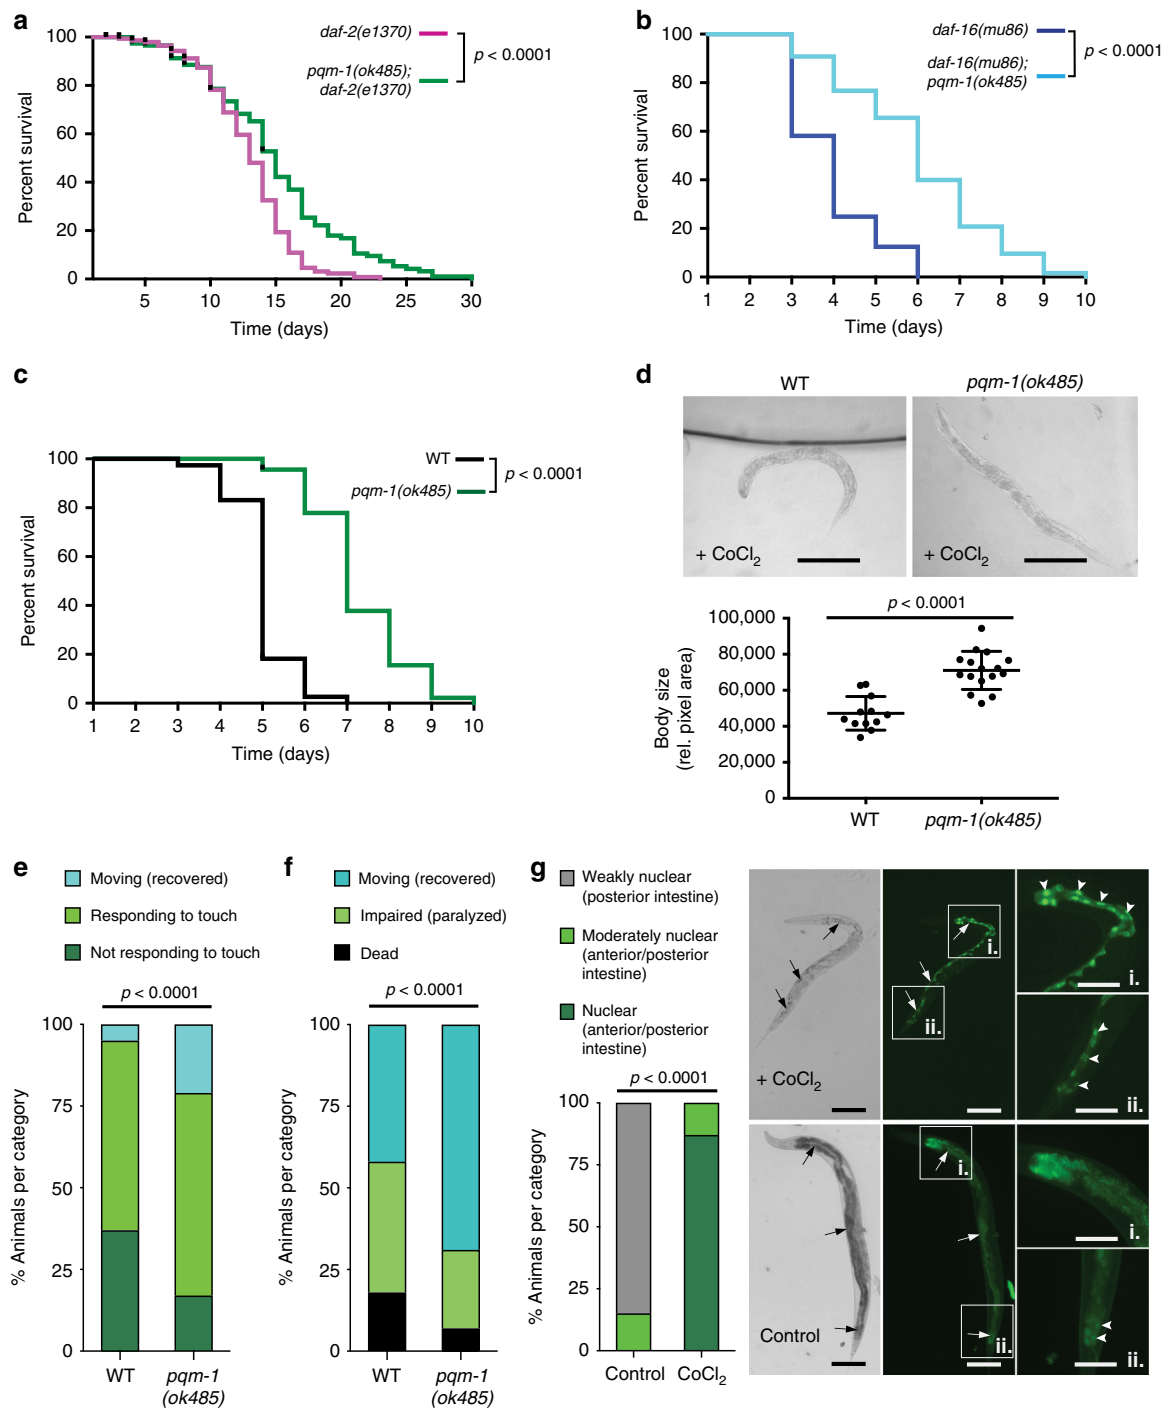 a
daf-2(e1370)
pqm-1(ok485);
daf-2(e1370)
p < 0.0001
Percent survival
100
80
60
40
20
0
5 10 15 20 25 30
Time (days)
b
daf-16(mu86)
daf-16(mu86);
pqm-1(ok485)
p < 0.0001
Percent survival
100
80
60
40
20
0
1 2 3 4 5 6 7 8 9 10
Time (days)
c
WT
pqm-1(ok485)
p < 0.0001
Percent survival
100
80
60
40
20
0
1 2 3 4 5 6 7 8 9 10
Time (days)
d
WT pqm-1(ok485)
+ CoCl2 + CoCl2
p < 0.0001
Body size
(rel. pixel area)
100,000
80,000
60,000
40,000
20,000
0
WT pqm-1(ok485)
e
Moving (recovered)
Responding to touch
Not responding to touch
p < 0.0001
% Animals per category
100
75
50
25
0
WT pqm-1
(ok485)
f
Moving (recovered)
Impaired (paralyzed)
Dead
p < 0.0001
% Animals per category
100
75
50
25
0
WT pqm-1
(ok485)
g
Weakly nuclear
(posterior intestine)
Moderately nuclear
(anterior/posterior
intestine)
Nuclear
(anterior/posterior
intestine)
p < 0.0001
% Animals per category
100
75
50
25
0
Control CoCl2
+ CoCl2
i.
ii.
i.
ii.
Control
i.
ii.
i.
ii.